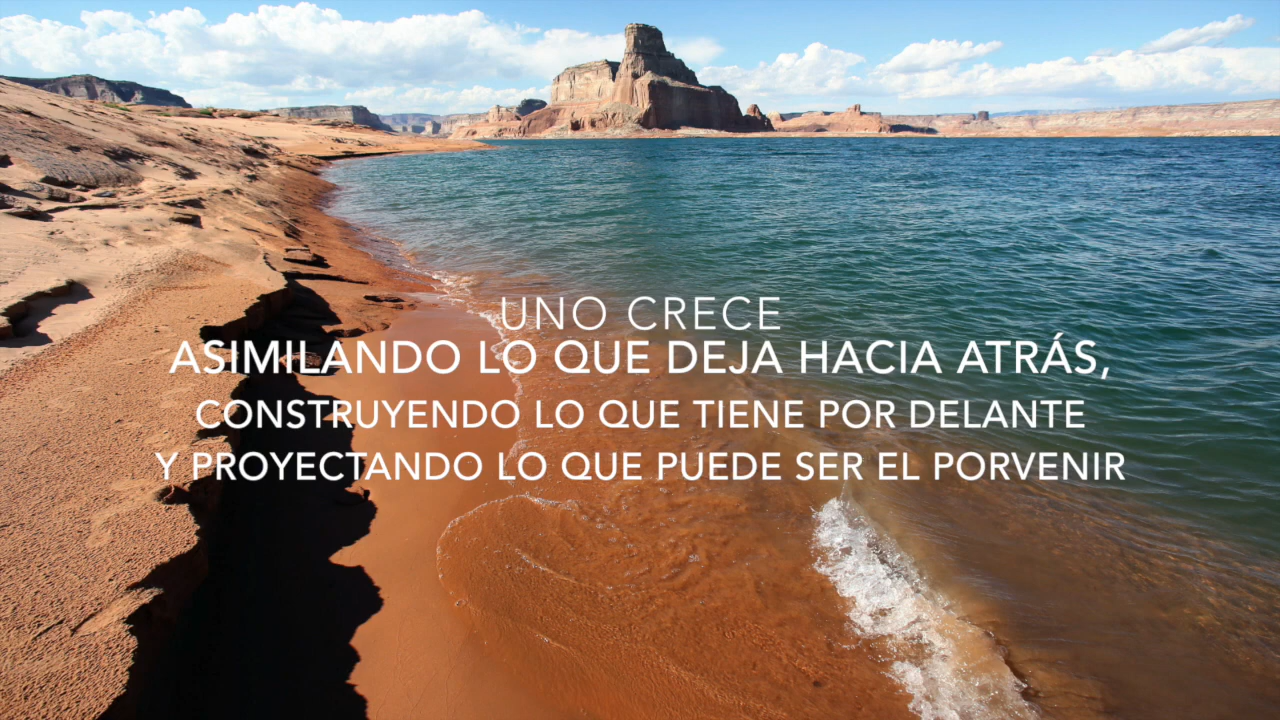 UNO CRECE
ASIMILANDO LO QUE DEJA HACIA ATRÁS,
CONSTRUYENDO LO QUE TIENE POR DELANTE
Y PROYECTANDO LO QUE PUEDE SER EL PORVENIR